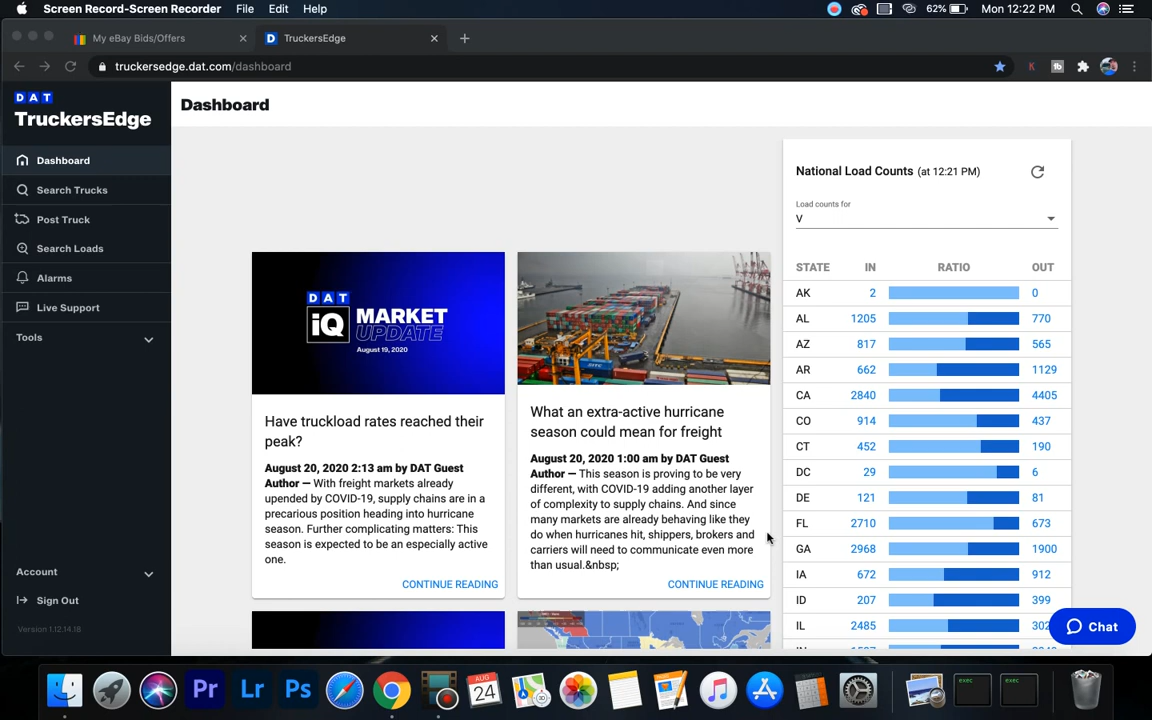 Screen Record-Screen Recorder File Edit Help 62% Mon 12:22 PM
My eBay Bids/Offers TruckersEdge
truckersedge.dat.com/dashboard
DAT
TruckersEdge
Dashboard
Search Trucks
Post Truck
Search Loads
Alarms
Live Support
Tools
Account
Sign Out
Version 1.12.14.18
Dashboard
DAT
iQ MARKET
UPDATE
August 19, 2020
Have truckload rates reached their
peak?
August 20, 2020 2:13 am by DAT Guest
Author — With freight markets already
upended by COVID-19, supply chains are in a
precarious position heading into hurricane
season. Further complicating matters: This
season is expected to be an especially active
one.
CONTINUE READING
What an extra-active hurricane
season could mean for freight
August 20, 2020 1:00 am by DAT Guest
Author — This season is proving to be very
different, with COVID-19 adding another layer
of complexity to supply chains. And since
many markets are already behaving like they
do when hurricanes hit, shippers, brokers and
carriers will need to communicate even more
than usual.&nbsp;
CONTINUE READING
National Load Counts (at 12:21 PM)
Load counts for
V
STATE IN RATIO OUT
AK 2 0
AL 1205 770
AZ 817 565
AR 662 1129
CA 2840 4405
CO 914 437
CT 452 190
DC 29 6
DE 121 81
FL 2710 673
GA 2968 1900
IA 672 912
ID 207 399
IL 2485
Chat
Pr Lr Ps
AUG
24
exec exec